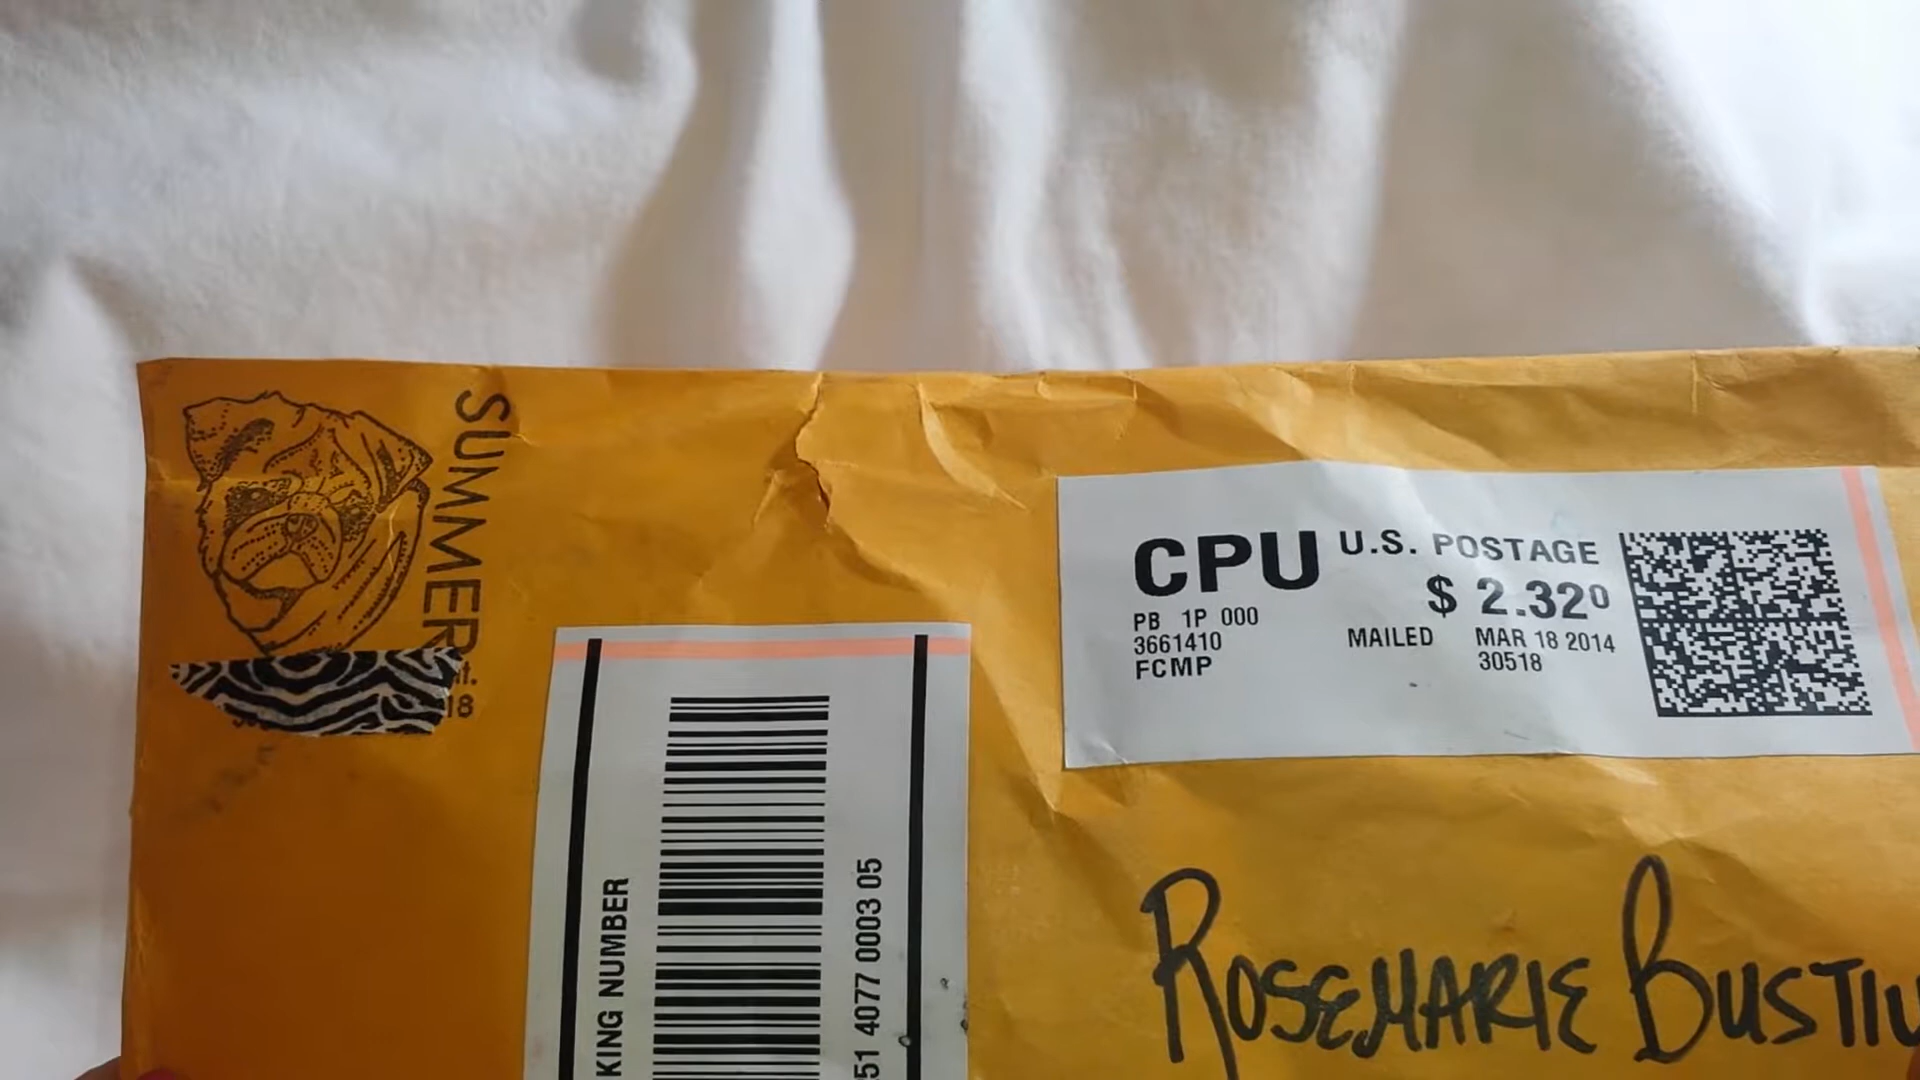 SUMMER
18
CPU U.S. POSTAGE
$ 2.320
PB 1P 000
3661410
FCMP
MAILED MAR 18 2014
30518
KING NUMBER
51 4077 0003 05
ROSEMARIE